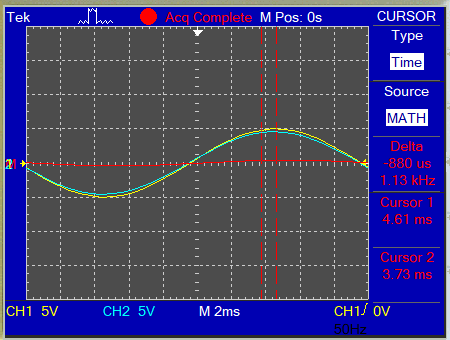 Tek Acq Complete M Pos: 0s CURSOR
Type
Time
Source
MATH
Delta
-880 us
1.13 kHz
Cursor 1
4.61 ms
Cursor 2
3.73 ms
CH1 5V CH2 5V M 2ms CH1 0V
50Hz